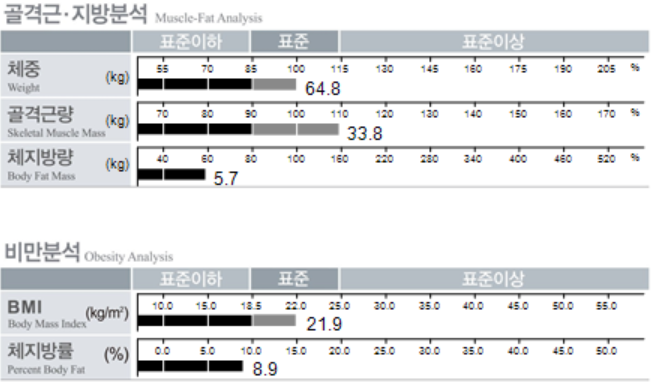 골격근·지방분석 Muscle-Fat Analysis
표준이하 표준 표준이상
체중 Weight (kg) 55 70 85 100 115 130 145 160 175 190 205 % 64.8
골격근량 Skeletal Muscle Mass (kg) 70 80 90 100 110 120 130 140 150 160 170 % 33.8
체지방량 Body Fat Mass (kg) 40 60 80 100 160 220 280 340 400 460 520 % 5.7
비만분석 Obesity Analysis
표준이하 표준 표준이상
BMI Body Mass Index (kg/m²) 10.0 15.0 18.5 22.0 25.0 30.0 35.0 40.0 45.0 50.0 55.0 21.9
체지방률 Percent Body Fat (%) 0.0 5.0 10.0 15.0 20.0 25.0 30.0 35.0 40.0 45.0 50.0 8.9